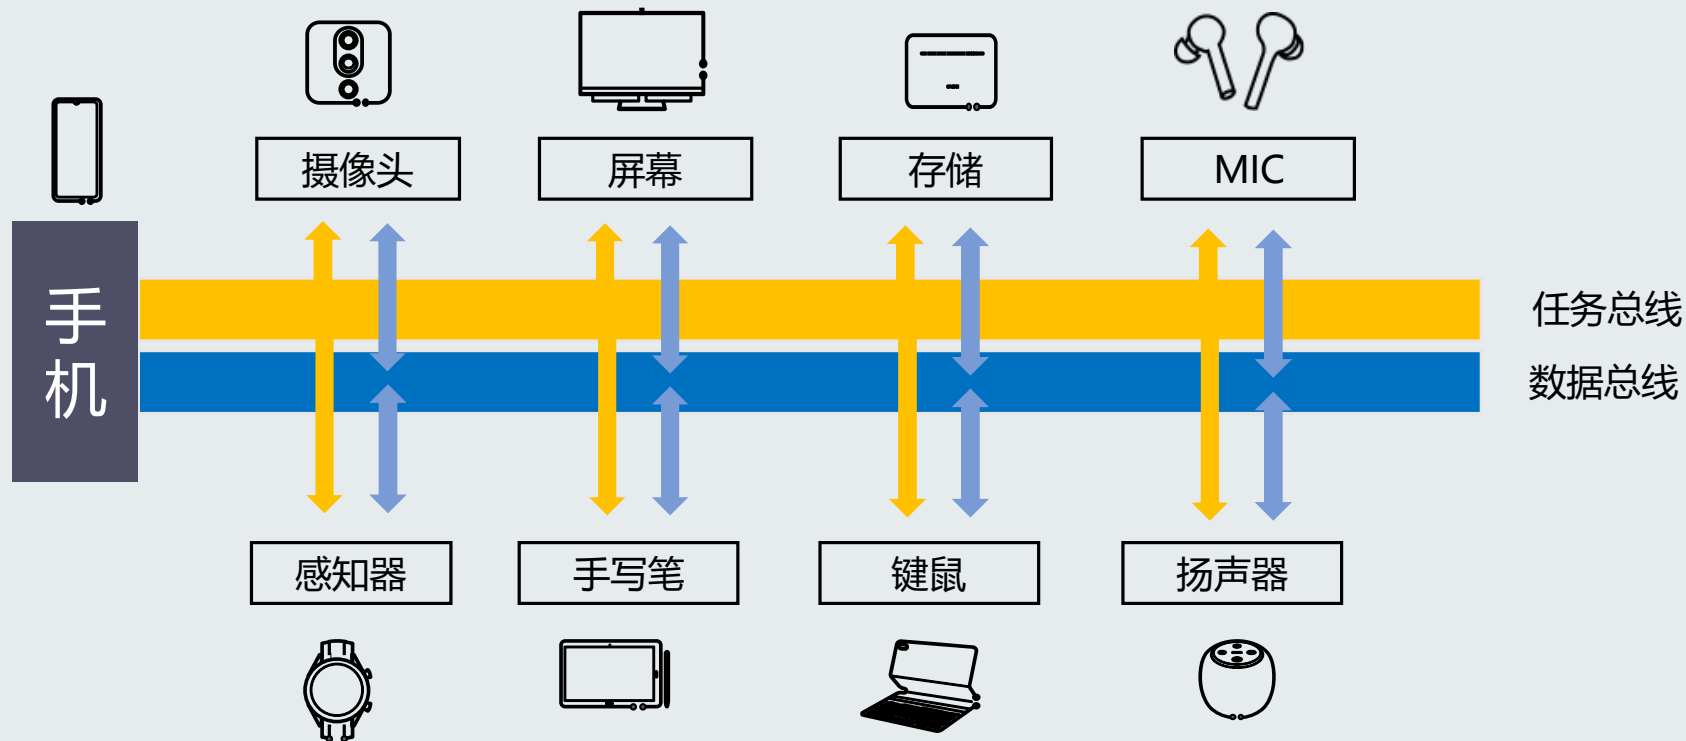 摄像头
屏幕
存储
MIC
手机
任务总线
数据总线
感知器
手写笔
键鼠
扬声器